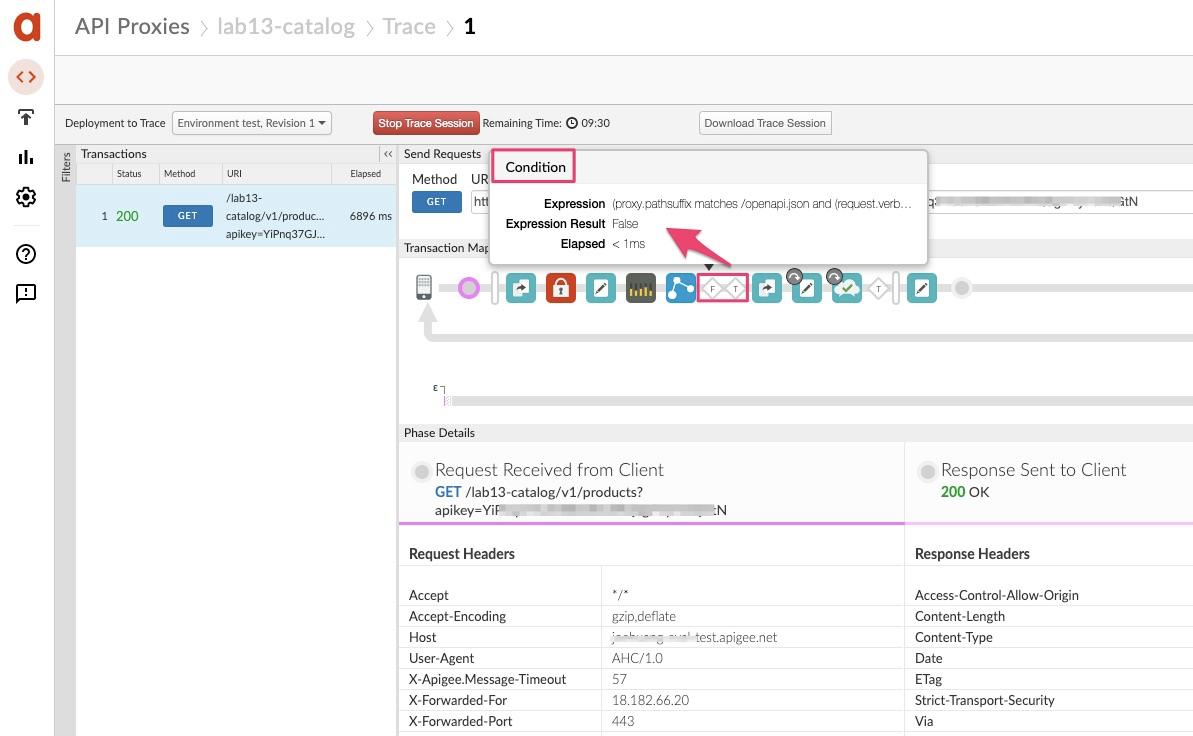 API Proxies > lab13-catalog > Trace > 1
Deployment to Trace
Environment test, Revision 1
Stop Trace Session
Remaining Time: 09:30
Download Trace Session
Filters
Transactions
«
Status Method URI Elapsed
1 200 GET
/lab13-
catalog/v1/produc...
apikey=YiPnq37GJ...
6896 ms
Send Requests
Method UR
GET htt
GtN
Condition
Expression (proxy.pathsuffix matches /openapi.json and (request.verb...
Expression Result False
Elapsed < 1ms
Transaction Map
F T T
ε
Phase Details
Request Received from Client
GET /lab13-catalog/v1/products?
apikey=YiP tN
Response Sent to Client
200 OK
Request Headers
Accept */*
Accept-Encoding gzip,deflate
Host test.apigee.net
User-Agent AHC/1.0
X-Apigee.Message-Timeout 57
X-Forwarded-For 18.182.66.20
X-Forwarded-Port 443
Response Headers
Access-Control-Allow-Origin
Content-Length
Content-Type
Date
ETag
Strict-Transport-Security
Via